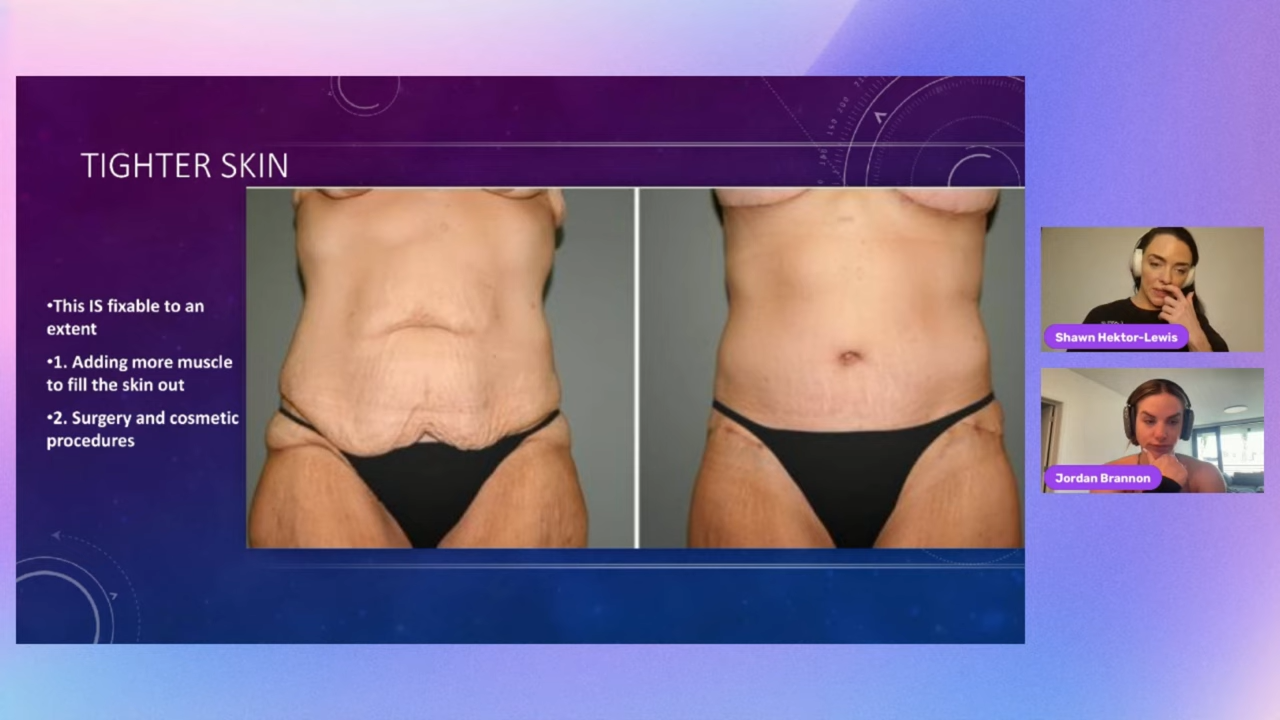 TIGHTER SKIN
•This IS fixable to an
extent
•1. Adding more muscle
to fill the skin out
•2. Surgery and cosmetic
procedures
Shawn Hektor-Lewis
Jordan Brannon